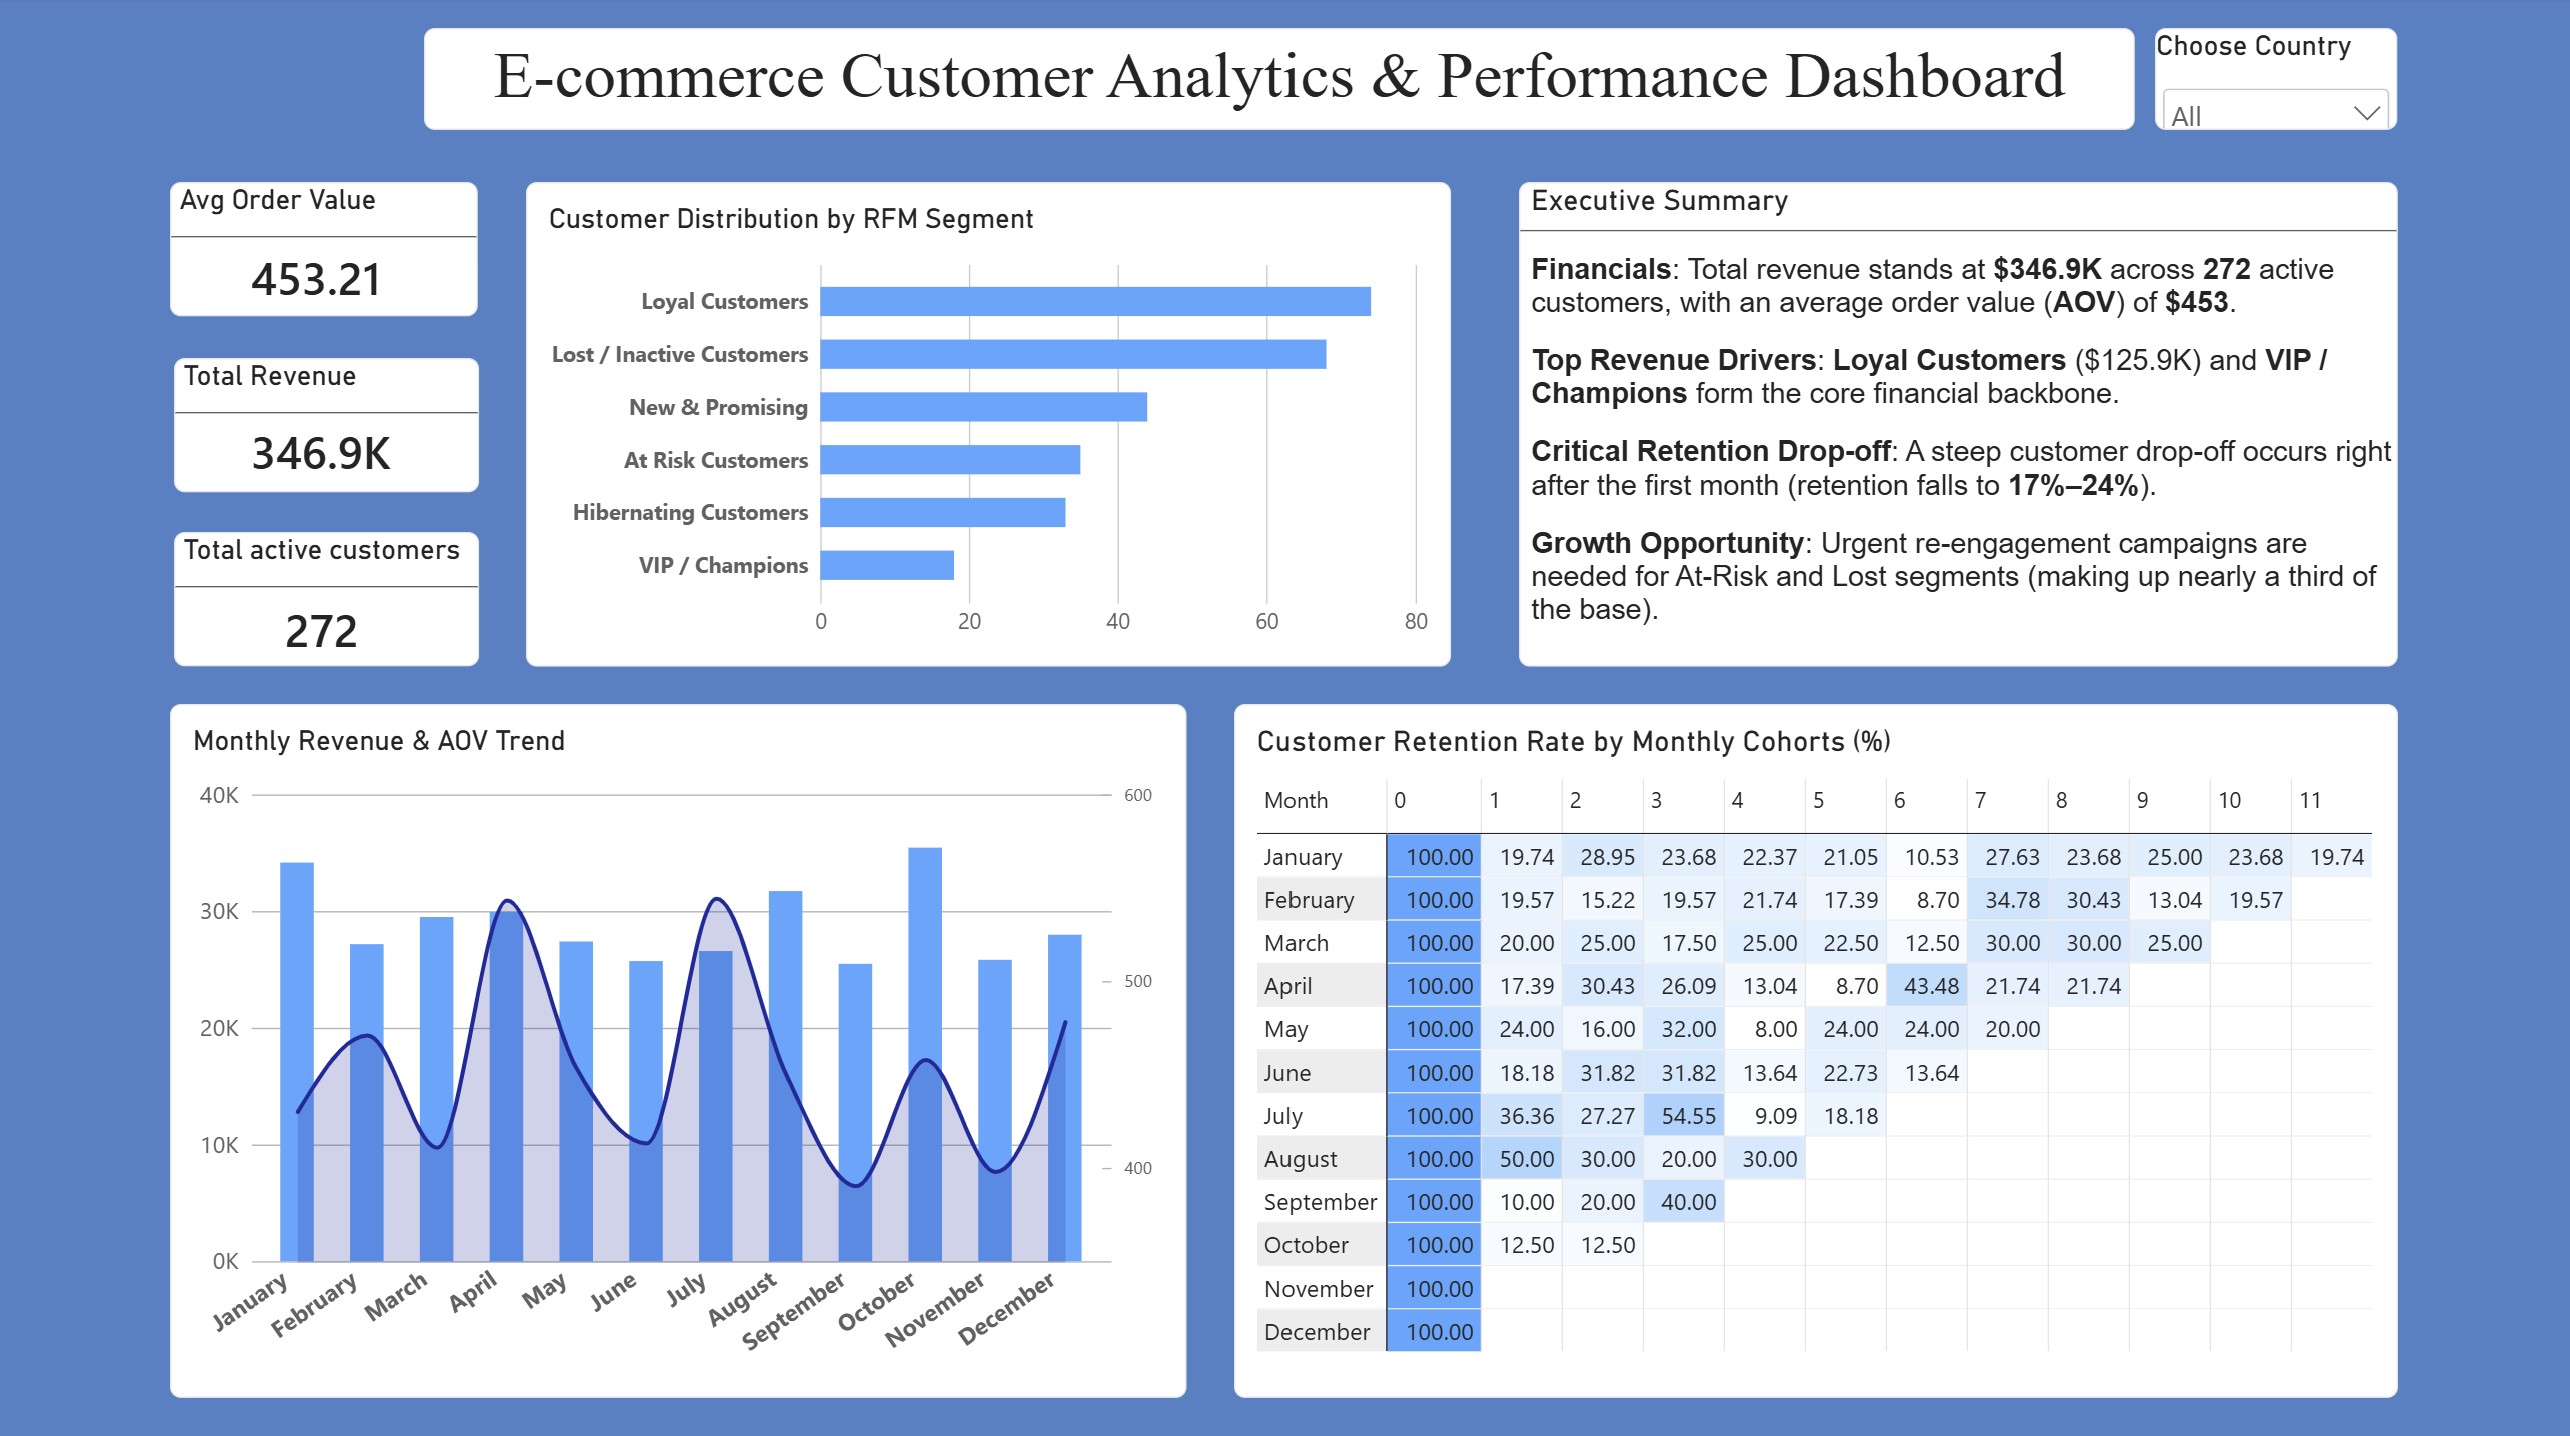 E-commerce Customer Analytics & Performance Dashboard
Choose Country
All
Avg Order Value
453.21
Total Revenue
346.9K
Total active customers
272
Customer Distribution by RFM Segment
Loyal Customers
Lost / Inactive Customers
New & Promising
At Risk Customers
Hibernating Customers
VIP / Champions
0 20 40 60 80
Executive Summary
Financials: Total revenue stands at $346.9K across 272 active
customers, with an average order value (AOV) of $453.
Top Revenue Drivers: Loyal Customers ($125.9K) and VIP /
Champions form the core financial backbone.
Critical Retention Drop-off: A steep customer drop-off occurs right
after the first month (retention falls to 17%–24%).
Growth Opportunity: Urgent re-engagement campaigns are
needed for At-Risk and Lost segments (making up nearly a third of
the base).
Monthly Revenue & AOV Trend
40K 600
30K
500
20K
10K
400
0K
January February March April May June July August September October November December
Customer Retention Rate by Monthly Cohorts (%)
Month 0 1 2 3 4 5 6 7 8 9 10 11
January 100.00 19.74 28.95 23.68 22.37 21.05 10.53 27.63 23.68 25.00 23.68 19.74
February 100.00 19.57 15.22 19.57 21.74 17.39 8.70 34.78 30.43 13.04 19.57
March 100.00 20.00 25.00 17.50 25.00 22.50 12.50 30.00 30.00 25.00
April 100.00 17.39 30.43 26.09 13.04 8.70 43.48 21.74 21.74
May 100.00 24.00 16.00 32.00 8.00 24.00 24.00 20.00
June 100.00 18.18 31.82 31.82 13.64 22.73 13.64
July 100.00 36.36 27.27 54.55 9.09 18.18
August 100.00 50.00 30.00 20.00 30.00
September 100.00 10.00 20.00 40.00
October 100.00 12.50 12.50
November 100.00
December 100.00